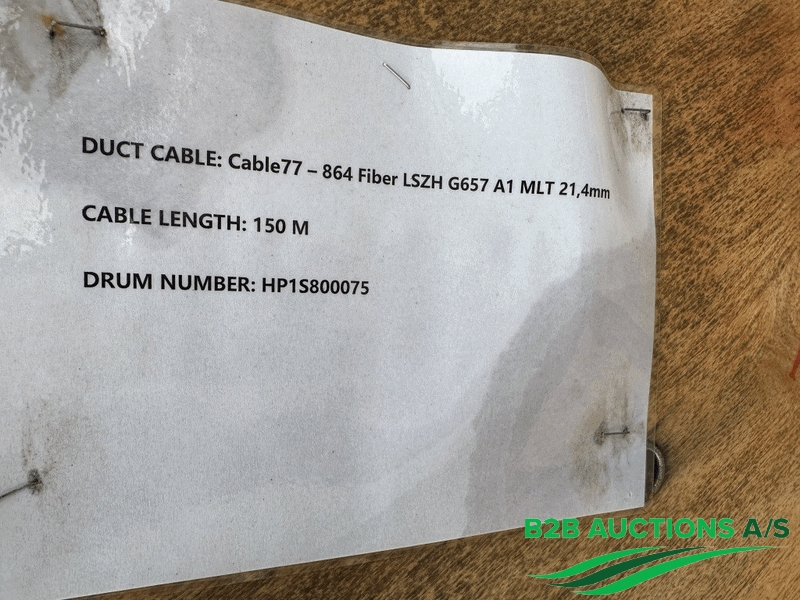 DUCT CABLE: Cable77 – 864 Fiber LSZH G657 A1 MLT 21,4mm
CABLE LENGTH: 150 M
DRUM NUMBER: HP1S800075
B2B AUCTIONS A/S